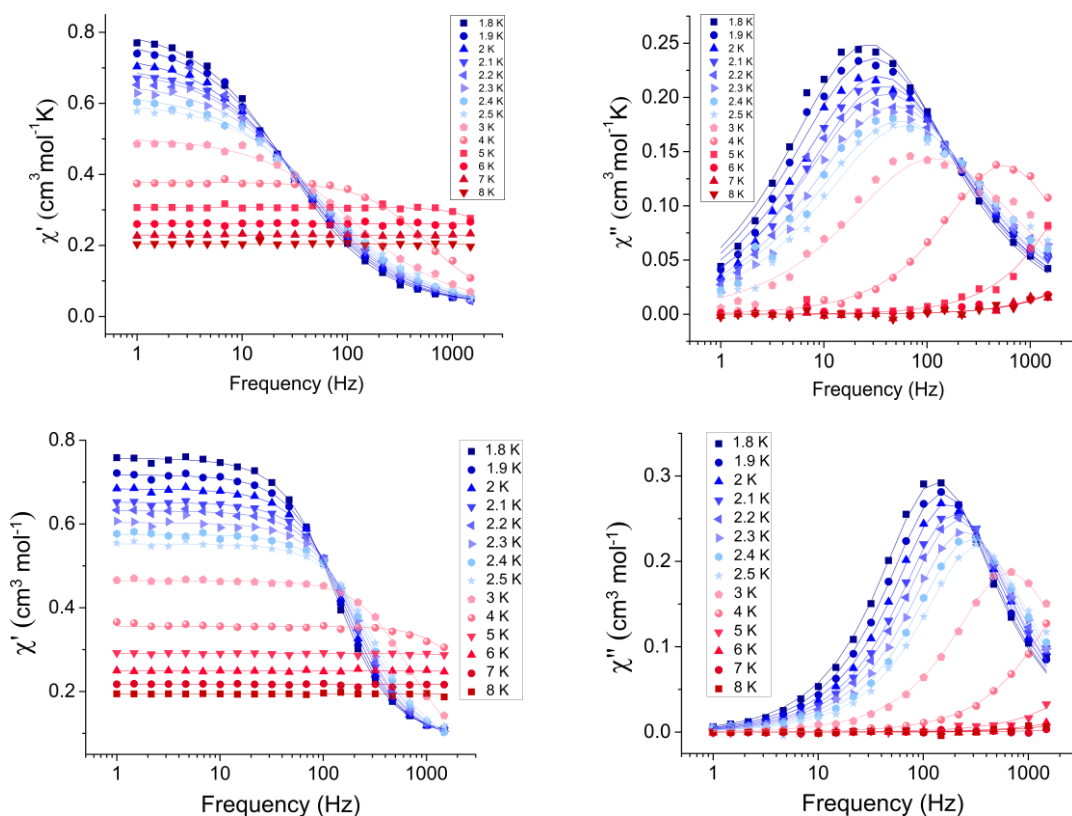 0.8
0.6
0.4
0.2
0.0
χ' (cm³mol⁻¹K)
1 10 100 1000
Frequency (Hz)
1.8 K
1.9 K
2 K
2.1 K
2.2 K
2.3 K
2.4 K
2.5 K
3 K
4 K
5 K
6 K
7 K
8 K
0.25
0.20
0.15
0.10
0.05
0.00
χ'' (cm³mol⁻¹K)
1 10 100 1000
Frequency (Hz)
1.8 K
1.9 K
2 K
2.1 K
2.2 K
2.3 K
2.4 K
2.5 K
3 K
4 K
5 K
6 K
7 K
8 K
0.8
0.6
0.4
0.2
χ' (cm³ mol⁻¹)
1 10 100 1000
Frequency (Hz)
1.8 K
1.9 K
2 K
2.1 K
2.2 K
2.3 K
2.4 K
2.5 K
3 K
4 K
5 K
6 K
7 K
8 K
0.3
0.2
0.1
0.0
χ'' (cm³ mol⁻¹)
1 10 100 1000
Frequency (Hz)
1.8 K
1.9 K
2 K
2.1 K
2.2 K
2.3 K
2.4 K
2.5 K
3 K
4 K
5 K
6 K
7 K
8 K